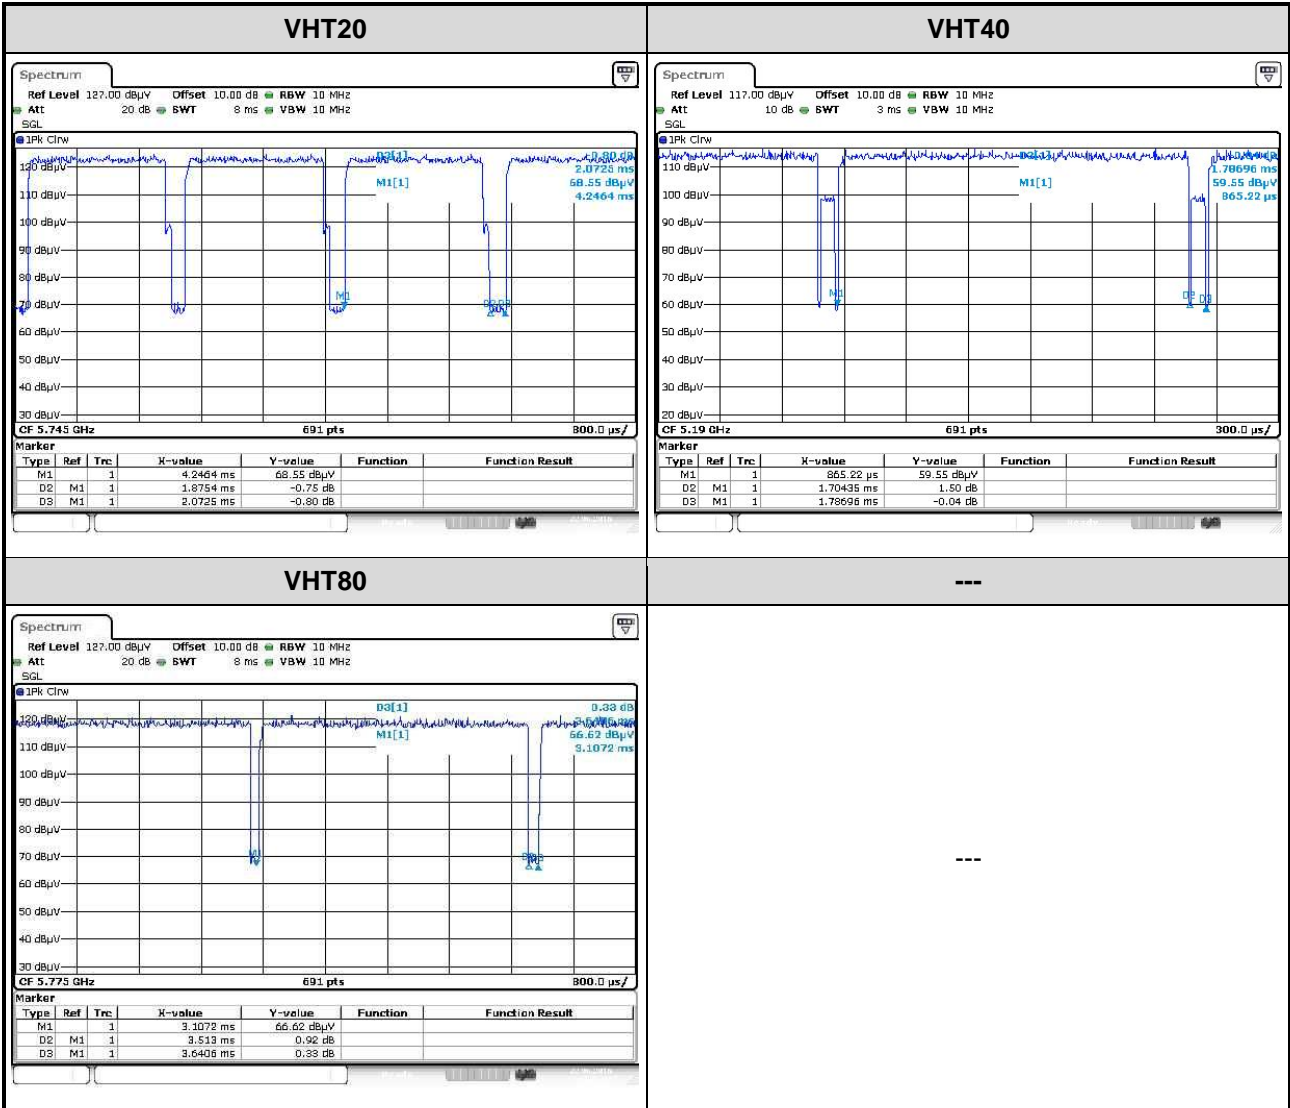 VHT20 VHT40
Spectrum
Ref Level 127.00 dBµV Offset 10.00 dB RBW 10 MHz
Att 20 dB SWT 8 ms VBW 10 MHz
SGL
1Pk Clrw
D3[1] -0.80 dB
2.0725 ms
M1[1] 68.55 dBµV
4.2464 ms
120 dBµV
110 dBµV
100 dBµV
90 dBµV
80 dBµV
70 dBµV
60 dBµV
50 dBµV
40 dBµV
30 dBµV
M1
D2 D3
CF 5.745 GHz 691 pts 800.0 µs/
Marker
Type Ref Trc X-value Y-value Function Function Result
M1 1 4.2464 ms 68.55 dBµV
D2 M1 1 1.8754 ms -0.75 dB
D3 M1 1 2.0725 ms -0.80 dB
Spectrum
Ref Level 117.00 dBµV Offset 10.00 dB RBW 10 MHz
Att 10 dB SWT 3 ms VBW 10 MHz
SGL
1Pk Clrw
1.78696 ms
M1[1] 59.55 dBµV
865.22 µs
110 dBµV
100 dBµV
90 dBµV
80 dBµV
70 dBµV
60 dBµV
50 dBµV
40 dBµV
30 dBµV
20 dBµV
M1
D2
D3
CF 5.19 GHz 691 pts 300.0 µs/
Marker
Type Ref Trc X-value Y-value Function Function Result
M1 1 865.22 µs 59.55 dBµV
D2 M1 1 1.70435 ms 1.50 dB
D3 M1 1 1.78696 ms -0.04 dB
VHT80 ---
Spectrum
Ref Level 127.00 dBµV Offset 10.00 dB RBW 10 MHz
Att 20 dB SWT 8 ms VBW 10 MHz
SGL
1Pk Clrw
D3[1] 0.33 dB
3.6406 ms
M1[1] 66.62 dBµV
3.1072 ms
120 dBµV
110 dBµV
100 dBµV
90 dBµV
80 dBµV
70 dBµV
60 dBµV
50 dBµV
40 dBµV
30 dBµV
M1
CF 5.775 GHz 691 pts 800.0 µs/
Marker
Type Ref Trc X-value Y-value Function Function Result
M1 1 3.1072 ms 66.62 dBµV
D2 M1 1 3.513 ms 0.92 dB
D3 M1 1 3.6406 ms 0.33 dB
---